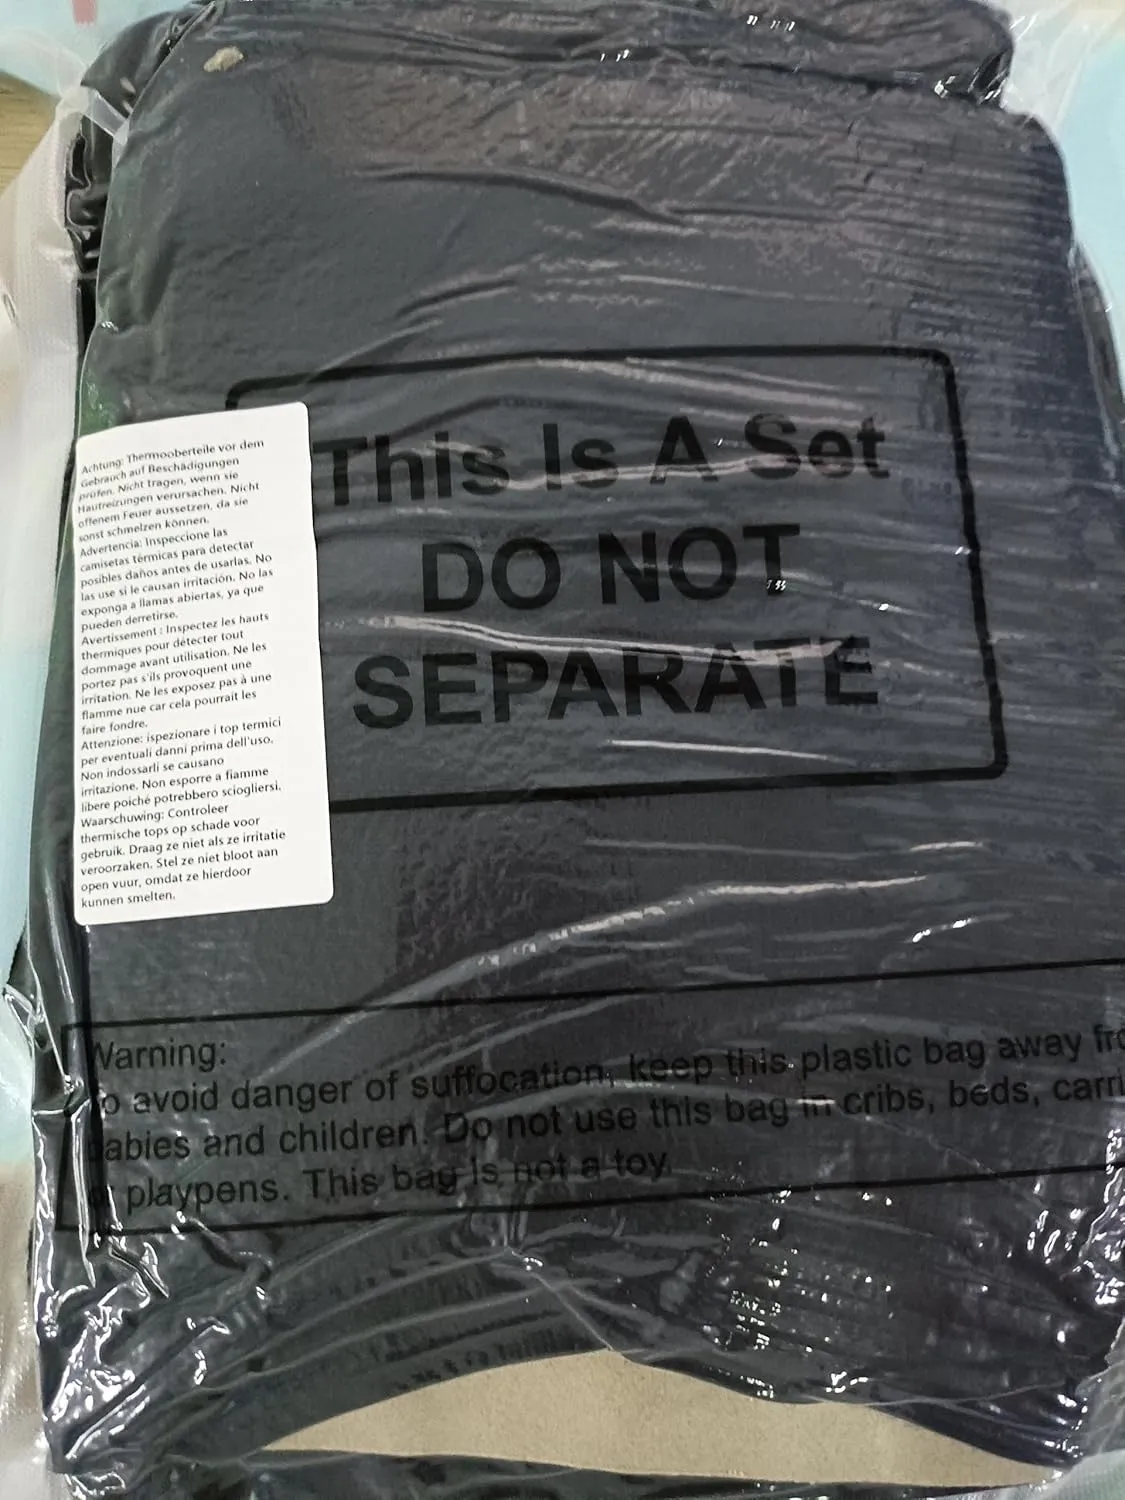 Achtung: Thermooberteile vor dem
Gebrauch auf Beschädigungen
prüfen. Nicht tragen, wenn sie
Hautreizungen verursachen. Nicht
offenem Feuer aussetzen, da sie
sonst schmelzen können.
Advertencia: Inspeccione las
camisetas térmicas para detectar
posibles daños antes de usarlas. No
las use si le causan irritación. No las
exponga a llamas abiertas, ya que
pueden derretirse.
Avertissement : Inspectez les hauts
thermiques pour détecter tout
dommage avant utilisation. Ne les
portez pas s'ils provoquent une
irritation. Ne les exposez pas à une
flamme nue car cela pourrait les
faire fondre.
Attenzione: ispezionare i top termici
per eventuali danni prima dell'uso.
Non indossarli se causano
irritazione. Non esporre a fiamme
libere poiché potrebbero sciogliersi.
Waarschuwing: Controleer
thermische tops op schade voor
gebruik. Draag ze niet als ze irritatie
veroorzaken. Stel ze niet bloot aan
open vuur, omdat ze hierdoor
kunnen smelten.
This Is A Set
DO NOT
SEPARATE
Warning:
To avoid danger of suffocation, keep this plastic bag away
babies and children. Do not use this bag in cribs, beds,
or playpens. This bag is not a toy.